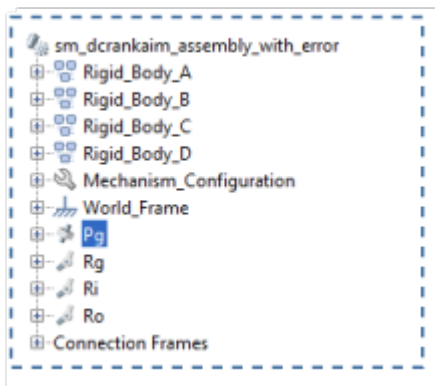 sm_dcrankaim_assembly_with_error
Rigid_Body_A
Rigid_Body_B
Rigid_Body_C
Rigid_Body_D
Mechanism_Configuration
World_Frame
Pg
Rg
Ri
Ro
Connection Frames